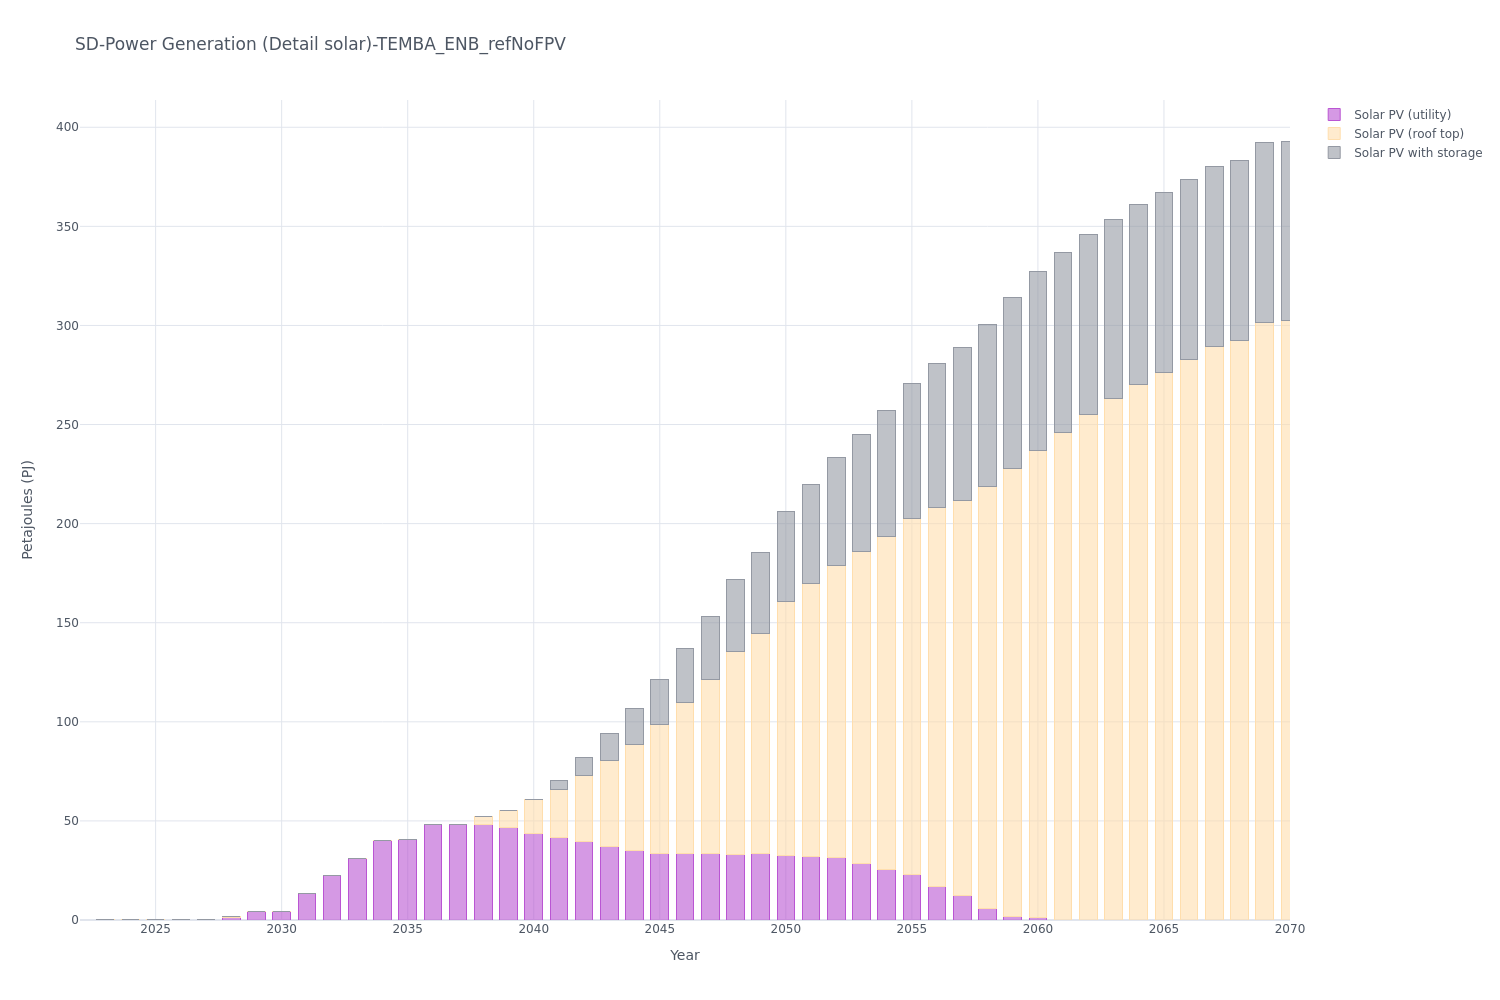 SD-Power Generation (Detail solar)-TEMBA_ENB_refNoFPV
Solar PV (utility)
Solar PV (roof top)
Solar PV with storage
400
350
300
250
200
150
100
50
0
Petajoules (PJ)
2025 2030 2035 2040 2045 2050 2055 2060 2065 2070
Year